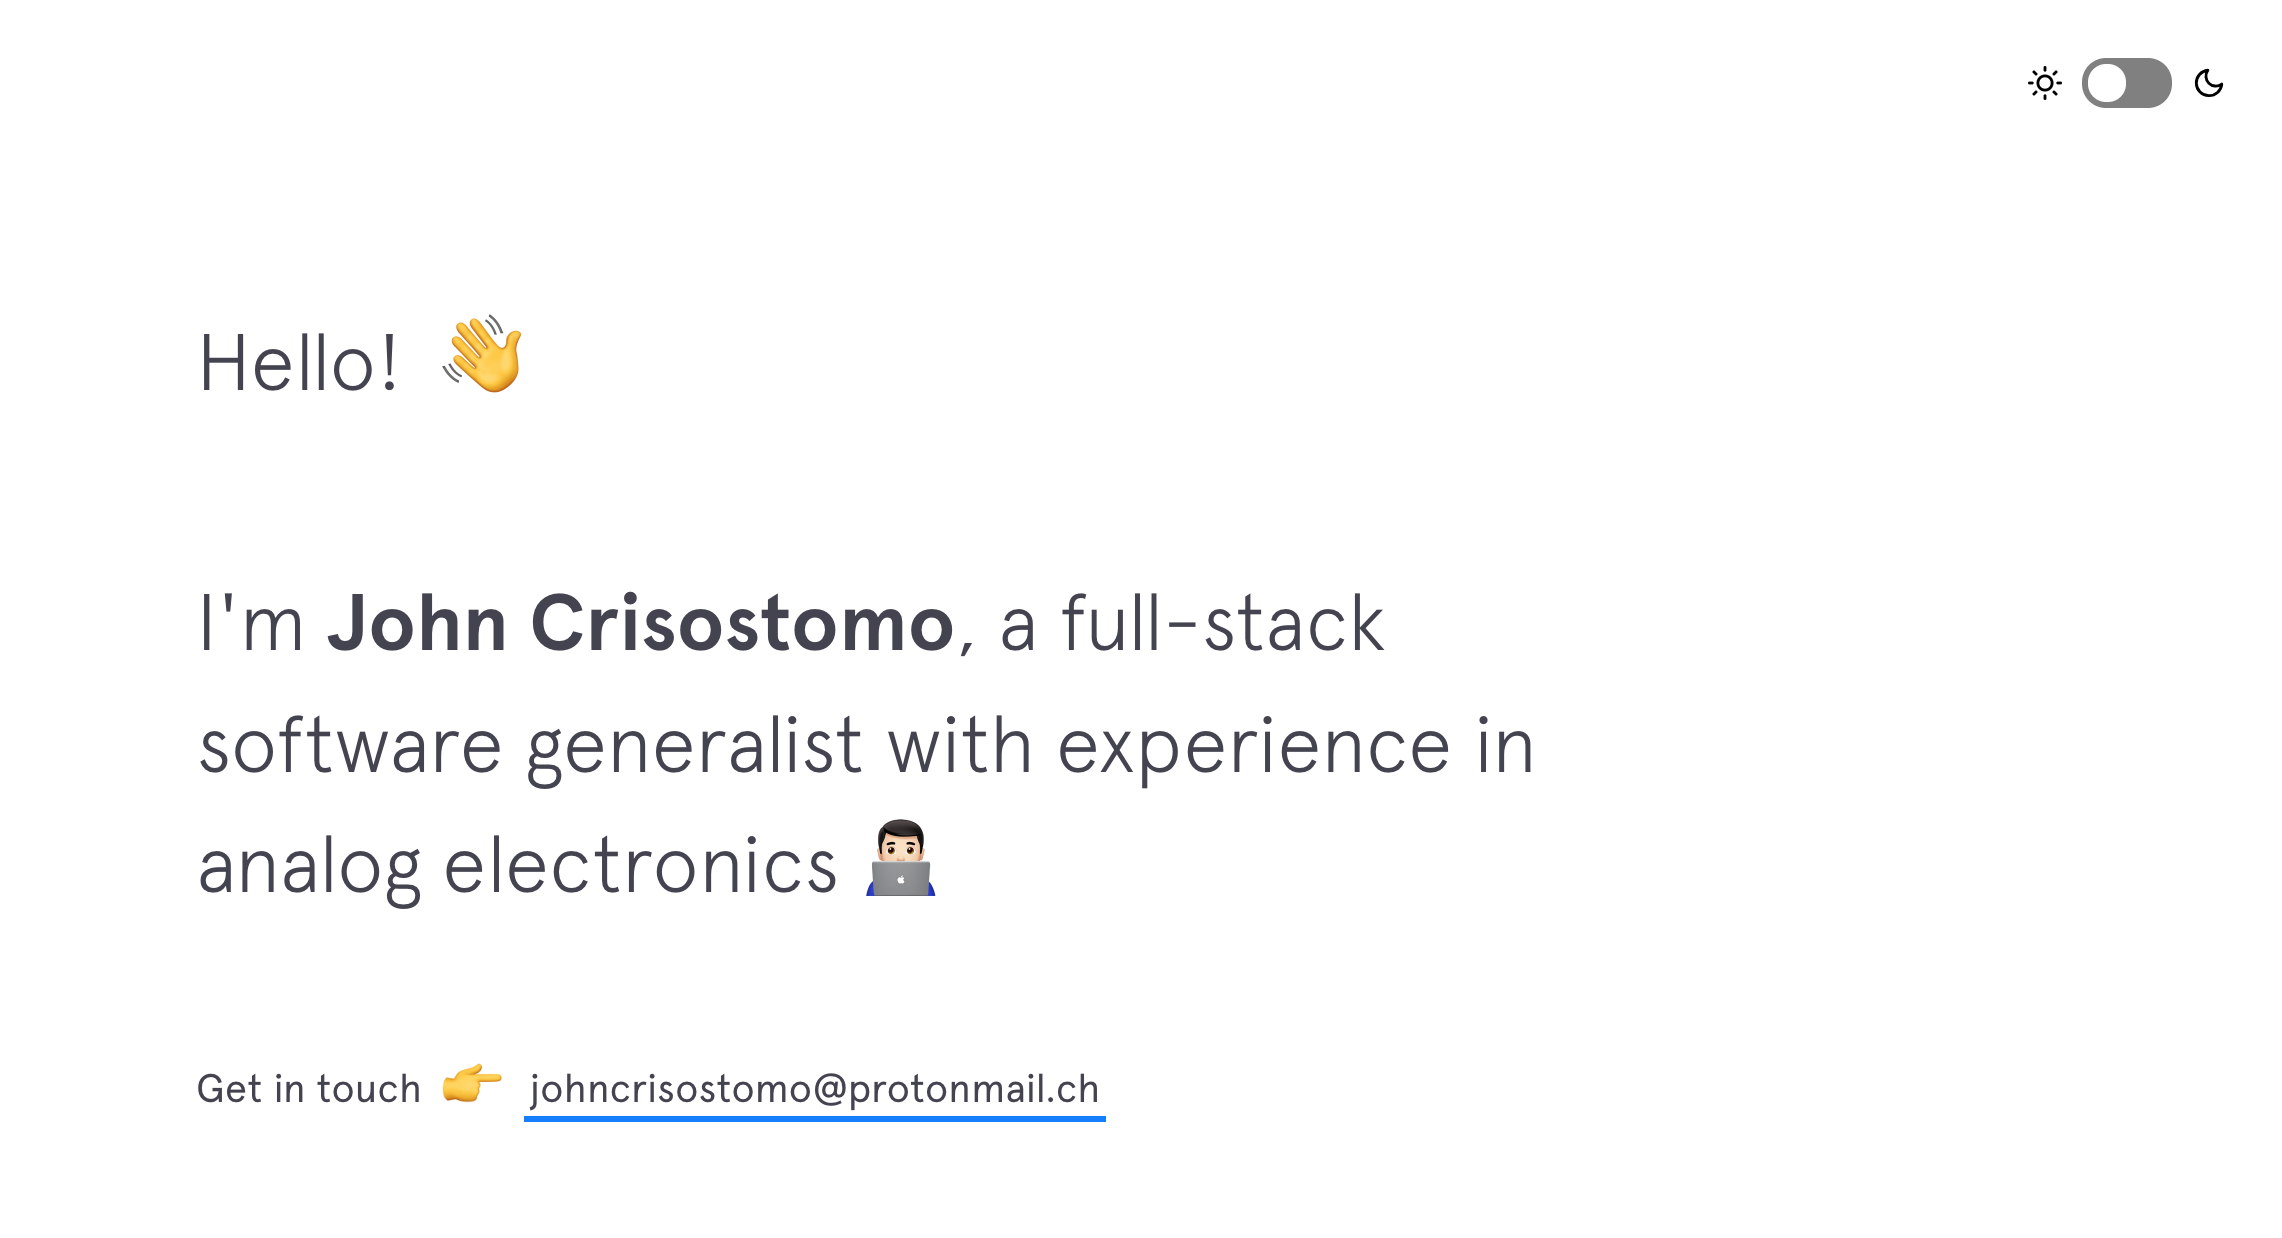 Hello! 👋
I'm John Crisostomo, a full-stack
software generalist with experience in
analog electronics 👨🏻‍💻
Get in touch 👉 johncrisostomo@protonmail.ch